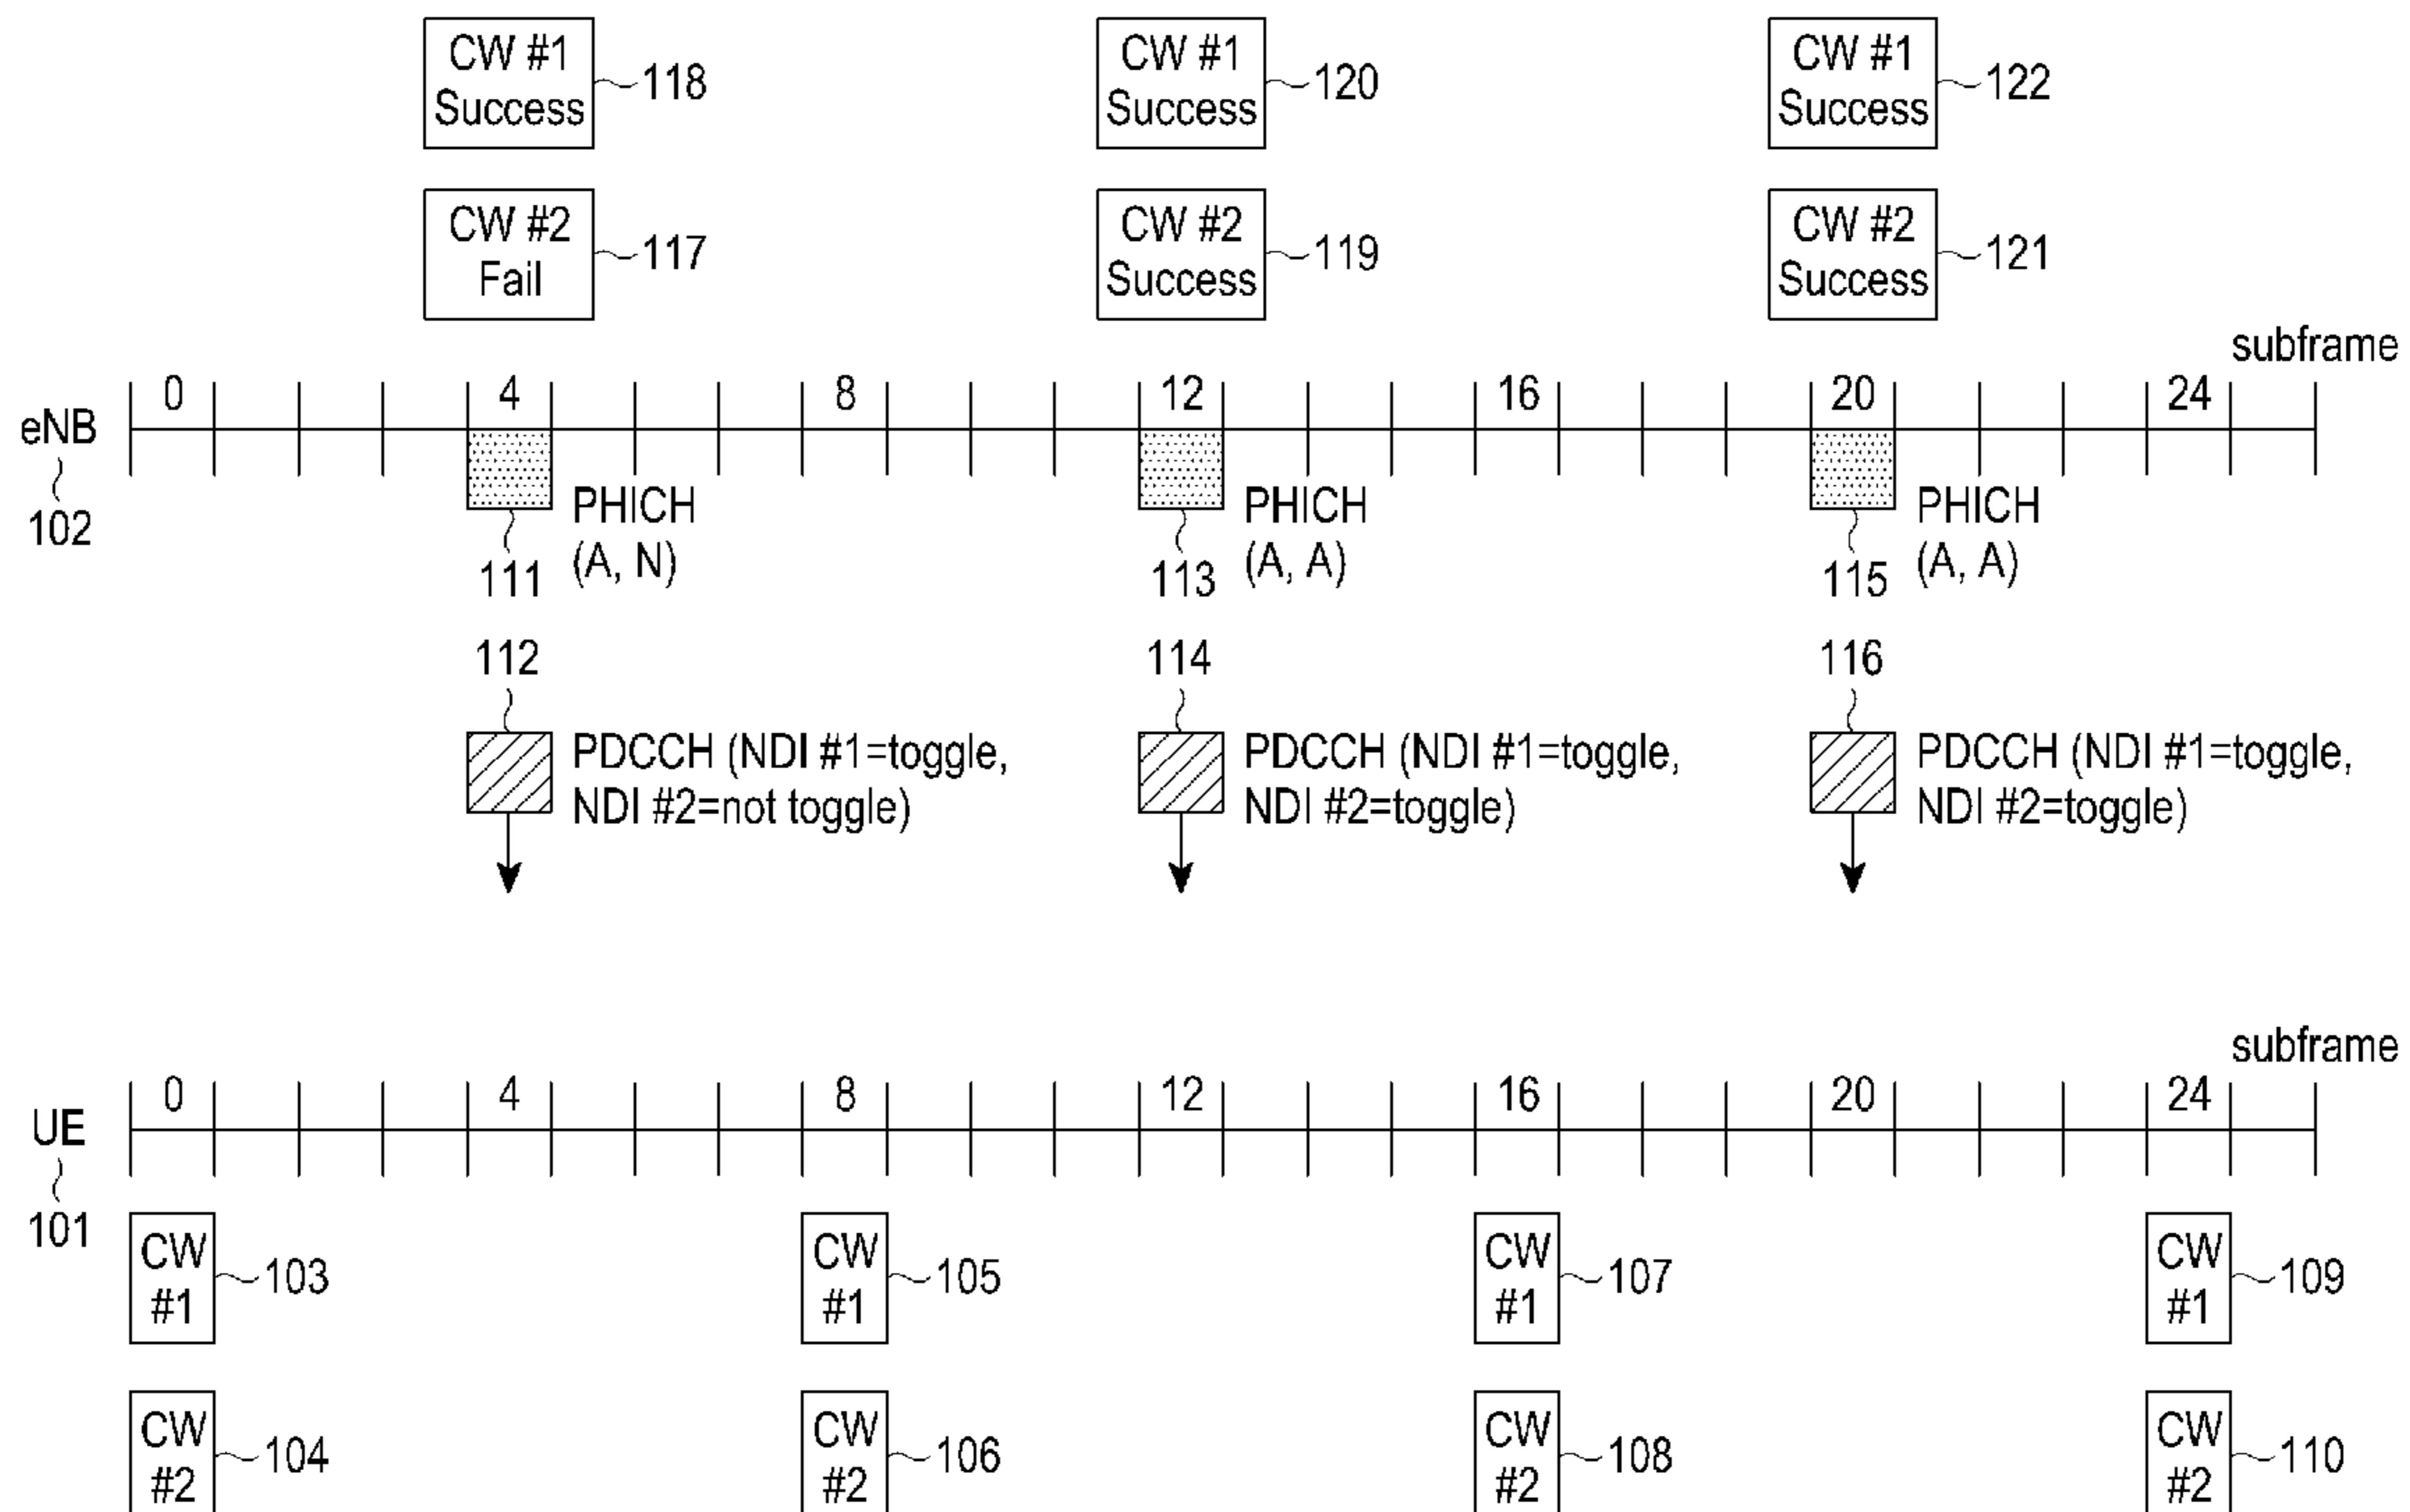 CW #1 CW #1 CW #1
Success 118 Success 120 Success 122
CW #2 CW #2 CW #2
Fail 117 Success 119 Success 121
subframe
0 4 8 12 16 20 24
eNB
102
PHICH PHICH PHICH
111 (A, N) 113 (A, A) 115 (A, A)
112 114 116
PDCCH (NDI #1=toggle, PDCCH (NDI #1=toggle, PDCCH (NDI #1=toggle,
NDI #2=not toggle) NDI #2=toggle) NDI #2=toggle)
subframe
0 4 8 12 16 20 24
UE
101
CW CW CW CW
#1 103 #1 105 #1 107 #1 109
CW CW CW CW
#2 104 #2 106 #2 108 #2 110